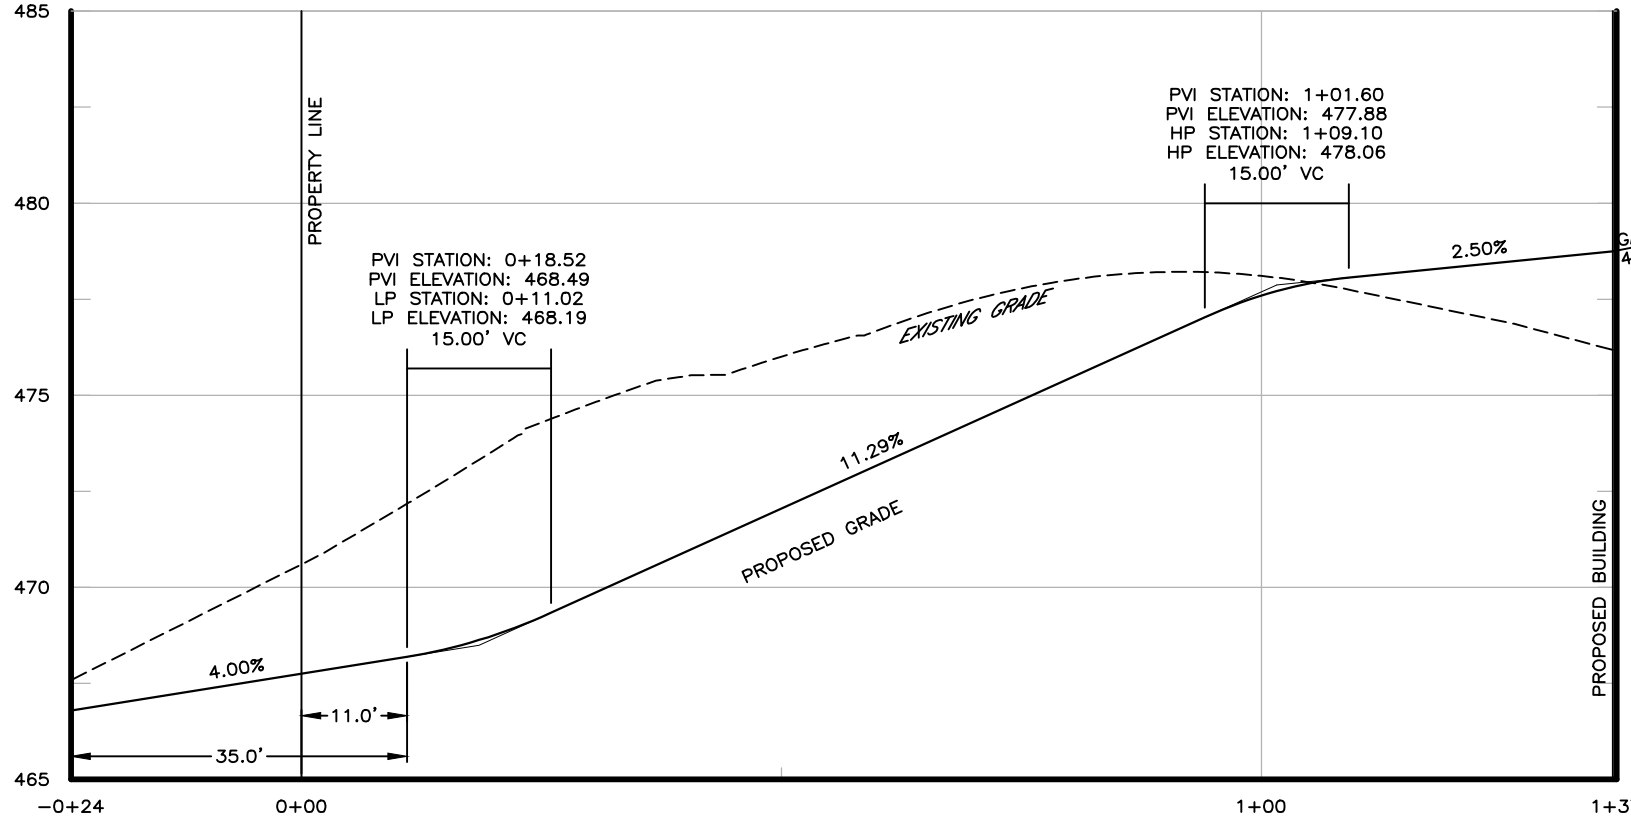 485
480
475
470
465
PROPERTY LINE
PVI STATION: 0+18.52
PVI ELEVATION: 468.49
LP STATION: 0+11.02
LP ELEVATION: 468.19
15.00' VC
PVI STATION: 1+01.60
PVI ELEVATION: 477.88
HP STATION: 1+09.10
HP ELEVATION: 478.06
15.00' VC
2.50%
EXISTING GRADE
11.29%
PROPOSED GRADE
4.00%
11.0'
35.0'
PROPOSED BUILDING
-0+24
0+00
1+00